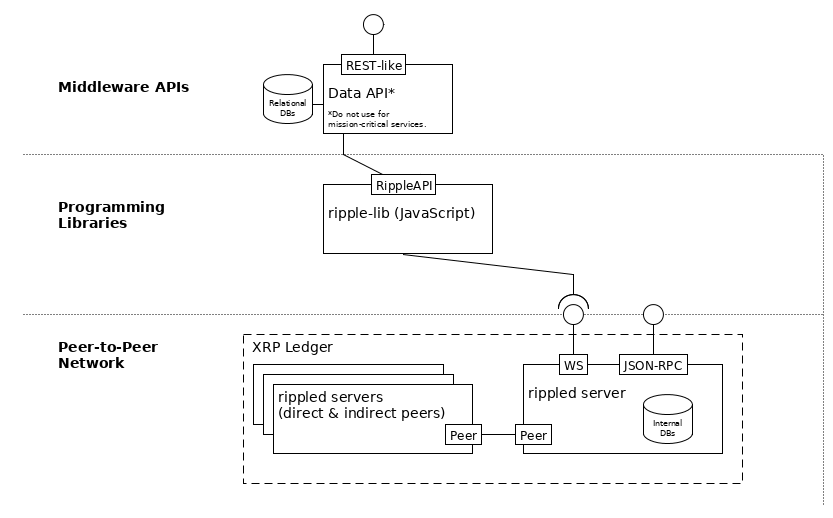 REST-like
Middleware APIs
Data API*
Relational
DBs
*Do not use for
mission-critical services.
RippleAPI
Programming
Libraries
ripple-lib (JavaScript)
Peer-to-Peer
Network
XRP Ledger
WS
JSON-RPC
rippled servers
(direct & indirect peers)
rippled server
Internal
DBs
Peer
Peer